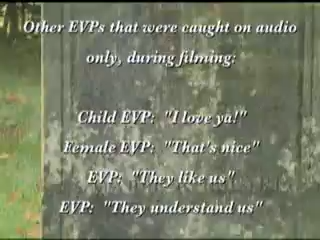 Other EVPs that were caught on audio
only, during filming:
Child EVP: "I love ya!"
Female EVP: "That's nice"
EVP: "They like us"
EVP: "They understand us"